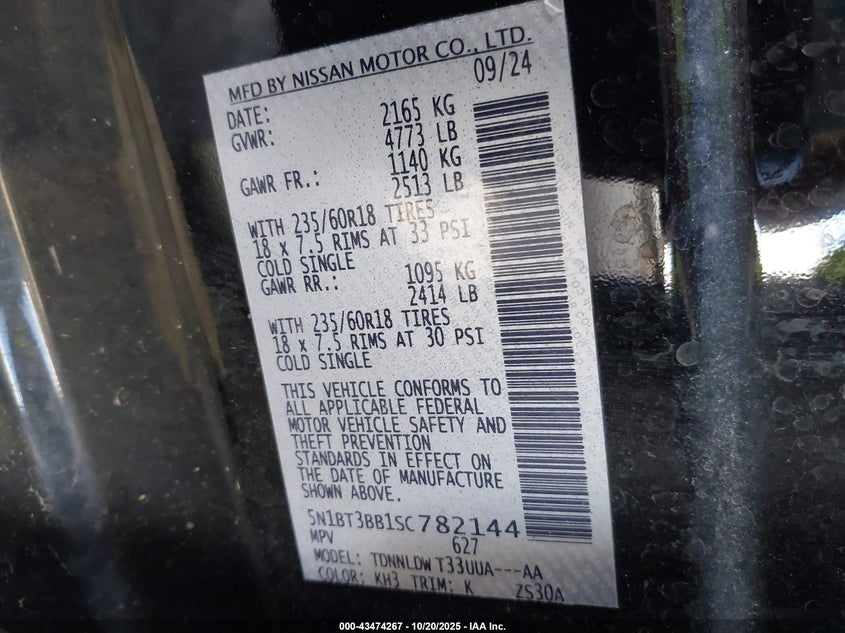 MFD BY NISSAN MOTOR CO., LTD.
DATE: 09/24
GVWR: 2165 KG
4773 LB
GAWR FR.: 1140 KG
2513 LB
WITH 235/60R18 TIRES
18 x 7.5 RIMS AT 33 PSI
COLD SINGLE
GAWR RR.: 1095 KG
2414 LB
WITH 235/60R18 TIRES
18 x 7.5 RIMS AT 30 PSI
COLD SINGLE
THIS VEHICLE CONFORMS TO
ALL APPLICABLE FEDERAL
MOTOR VEHICLE SAFETY AND
THEFT PREVENTION
STANDARDS IN EFFECT ON
THE DATE OF MANUFACTURE
SHOWN ABOVE.
5N1BT3BB1SC782144
MPV 627
MODEL: TDNNLDW T33UUA---AA
COLOR: KH3 TRIM: K ZS30A
000-43474267 - 10/20/2025 - IAA Inc.